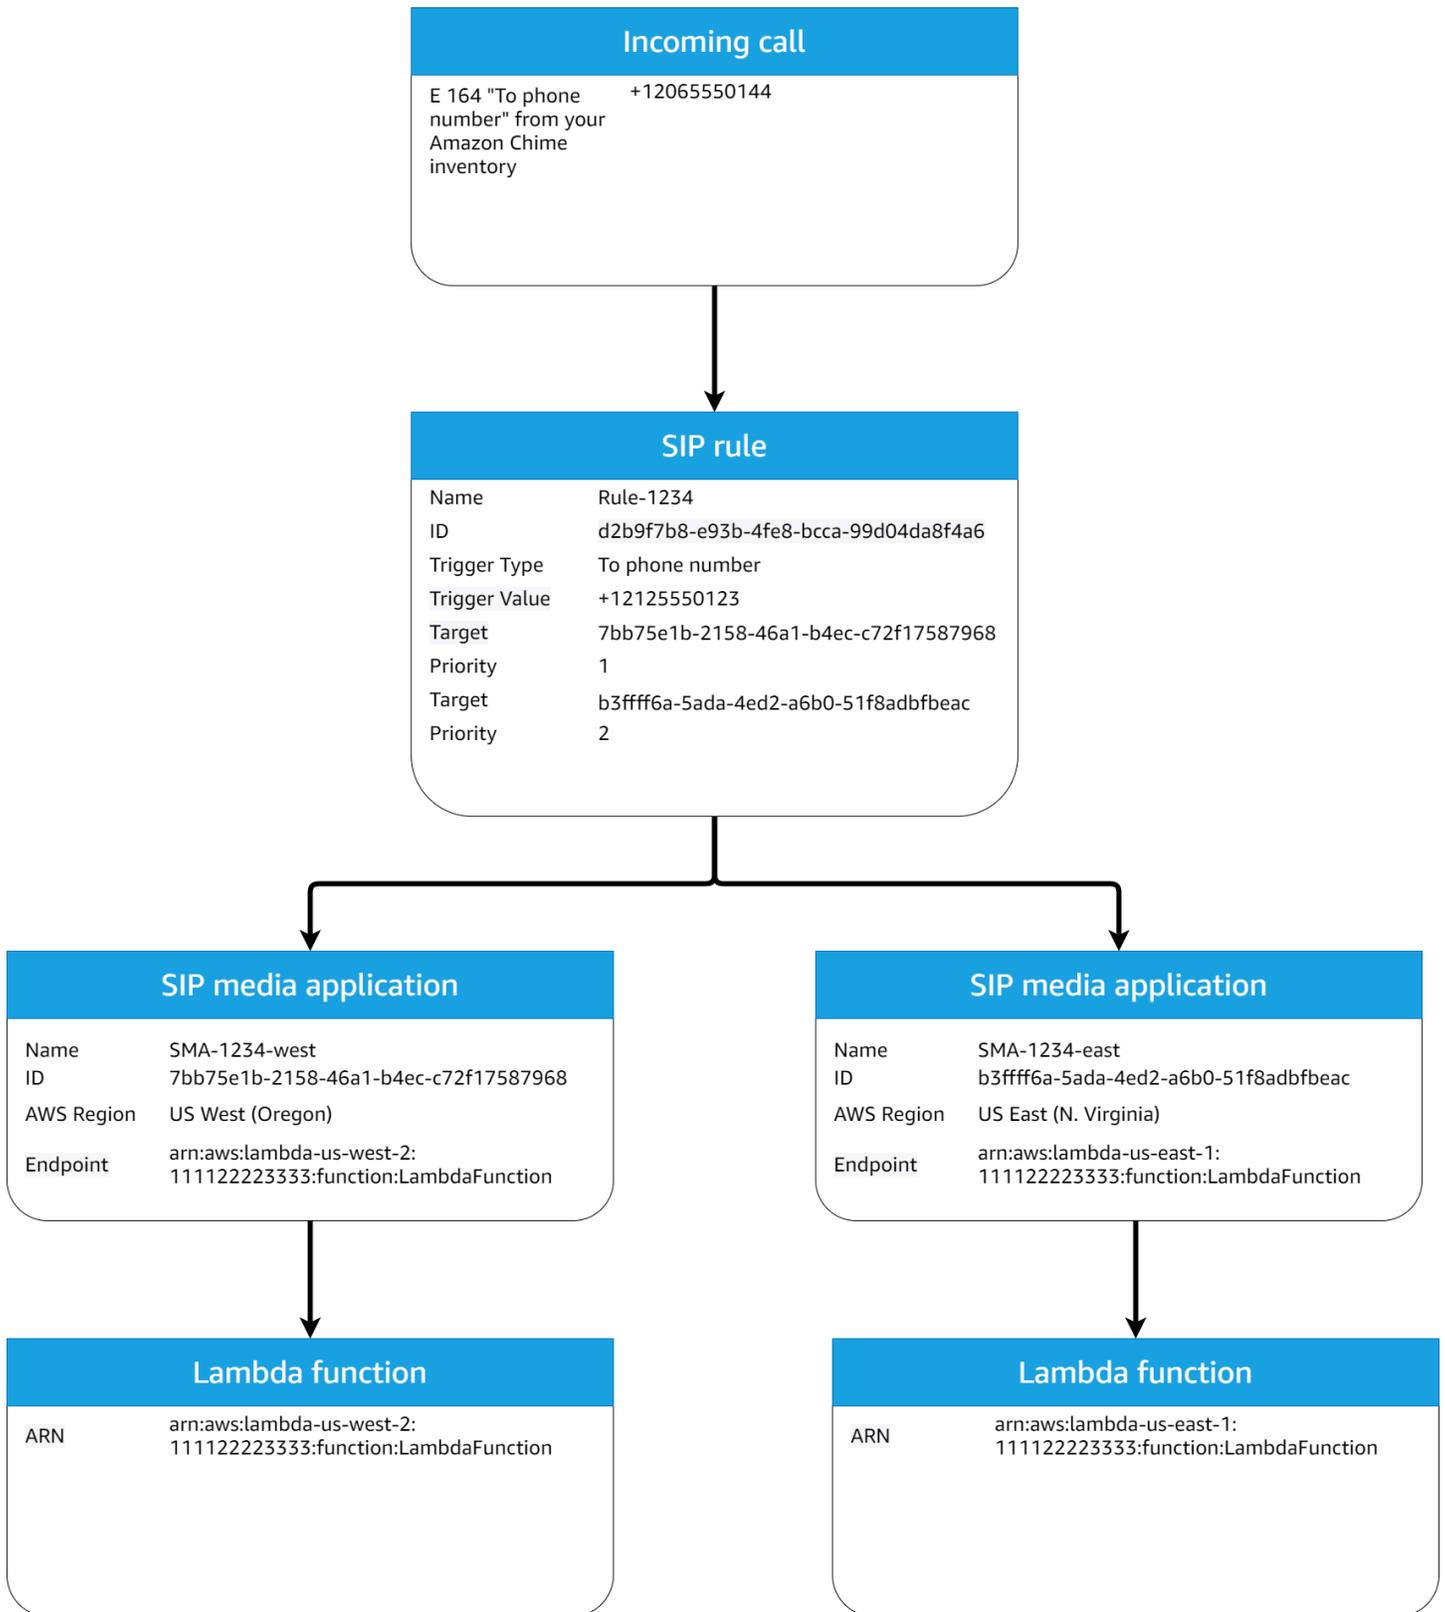 Incoming call
E 164 "To phone number" from your Amazon Chime inventory +12065550144
SIP rule
Name Rule-1234
ID d2b9f7b8-e93b-4fe8-bcca-99d04da8f4a6
Trigger Type To phone number
Trigger Value +12125550123
Target 7bb75e1b-2158-46a1-b4ec-c72f17587968
Priority 1
Target b3ffff6a-5ada-4ed2-a6b0-51f8adbfbeac
Priority 2
SIP media application
Name SMA-1234-west
ID 7bb75e1b-2158-46a1-b4ec-c72f17587968
AWS Region US West (Oregon)
Endpoint arn:aws:lambda-us-west-2:
111122223333:function:LambdaFunction
SIP media application
Name SMA-1234-east
ID b3ffff6a-5ada-4ed2-a6b0-51f8adbfbeac
AWS Region US East (N. Virginia)
Endpoint arn:aws:lambda-us-east-1:
111122223333:function:LambdaFunction
Lambda function
ARN arn:aws:lambda-us-west-2:
111122223333:function:LambdaFunction
Lambda function
ARN arn:aws:lambda-us-east-1:
111122223333:function:LambdaFunction